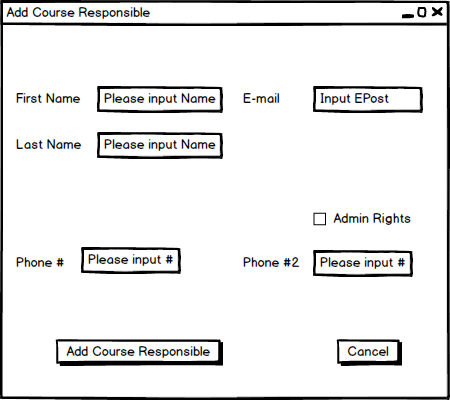 Add Course Responsible
First Name Please input Name E-mail Input EPost
Last Name Please input Name
Admin Rights
Phone # Please input # Phone #2 Please input #
Add Course Responsible Cancel